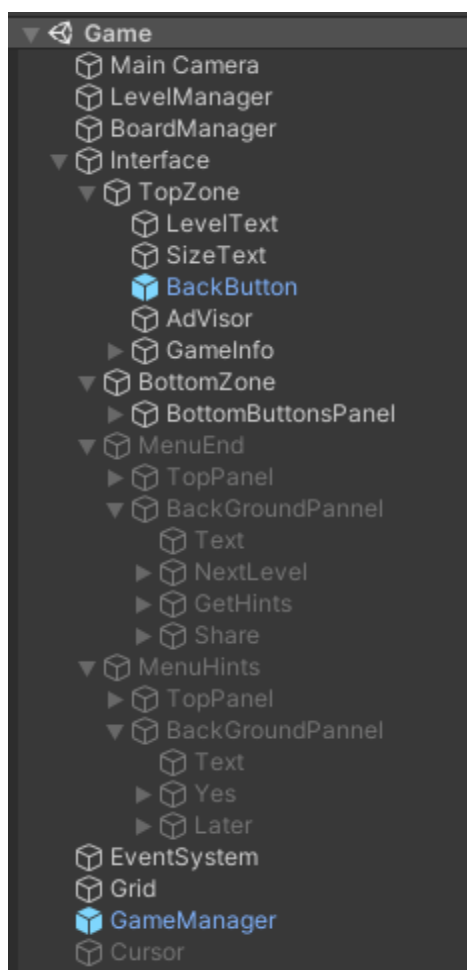 Game
Main Camera
LevelManager
BoardManager
Interface
TopZone
LevelText
SizeText
BackButton
AdVisor
GameInfo
BottomZone
BottomButtonsPanel
MenuEnd
TopPanel
BackGroundPannel
Text
NextLevel
GetHints
Share
MenuHints
TopPanel
BackGroundPannel
Text
Yes
Later
EventSystem
Grid
GameManager
Cursor